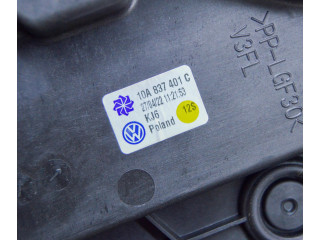 10A 837 401 C
27/04/22 11:21:53
KJ6
Poland
12S
>PP-LGF30<
V3FL